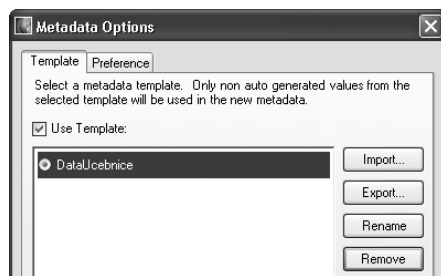 Metadata Options
Template Preference
Select a metadata template. Only non auto generated values from the
selected template will be used in the new metadata.
Use Template:
DataUcebnice
Import...
Export...
Rename
Remove